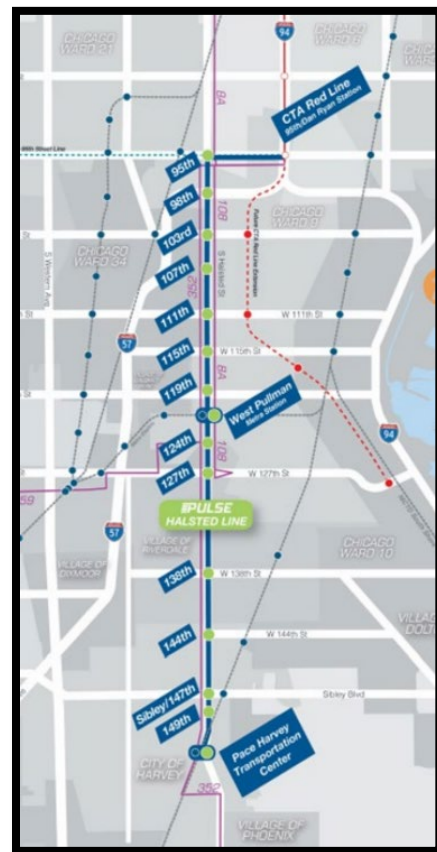 CHICAGO
WARD 21
94
CHICAGO
WARD 6
8A
CTA Red Line
95th/Dan Ryan Station
95th Street Line
95th
98th
108
103rd
CHICAGO
WARD 9
CHICAGO
WARD 34
107th
S Western Ave
352
S Halsted St
Future CTA Red Line Extension
111th
W 111th St
57
115th
W 115th St
8A
119th
West Pullman
Metra Station
94
124th
108
127th
W 127th St
359
PULSE
HALSTED LINE
57
VILLAGE OF
RIVERDALE
CHICAGO
WARD 10
138th
W 138th St
144th
W 144th St
Sibley/147th
Sibley Blvd
149th
Pace Harvey
Transportation
Center
CITY OF
HARVEY
352
VILLAGE OF
PHOENIX